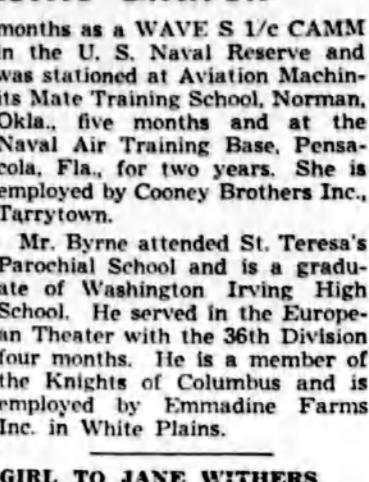 months as a WAVE S 1/c CAMM
in the U. S. Naval Reserve and
was stationed at Aviation Machin-
its Mate Training School, Norman,
Okla., five months and at the
Naval Air Training Base, Pensa-
cola, Fla., for two years. She is
employed by Cooney Brothers Inc.,
Tarrytown.
Mr. Byrne attended St. Teresa's
Parochial School and is a gradu-
ate of Washington Irving High
School. He served in the Europe-
an Theater with the 36th Division
four months. He is a member of
the Knights of Columbus and is
employed by Emmadine Farms
Inc. in White Plains.
GIRL TO JANE WITHERS